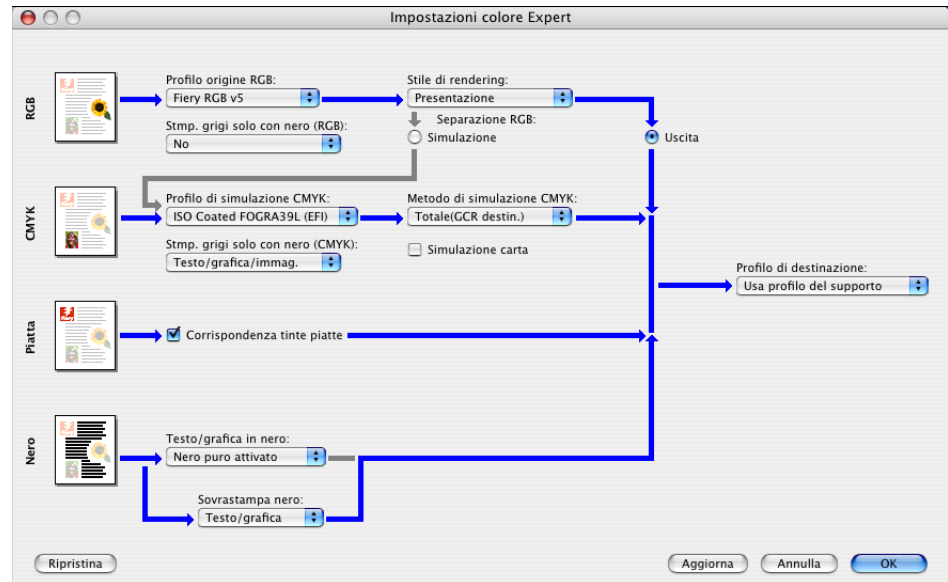 Impostazioni colore Expert
RGB
Profilo origine RGB:
Fiery RGB v5
Stile di rendering:
Presentazione
Separazione RGB:
Simulazione
Uscita
Stmp. grigi solo con nero (RGB):
No
CMYK
Profilo di simulazione CMYK:
ISO Coated FOGRA39L (EFI)
Metodo di simulazione CMYK:
Totale(GCR destin.)
Stmp. grigi solo con nero (CMYK):
Testo/grafica/immag.
Simulazione carta
Profilo di destinazione:
Usa profilo del supporto
Piatta
Corrispondenza tinte piatte
Nero
Testo/grafica in nero:
Nero puro attivato
Sovrastampa nero:
Testo/grafica
Ripristina
Aggiorna
Annulla
OK